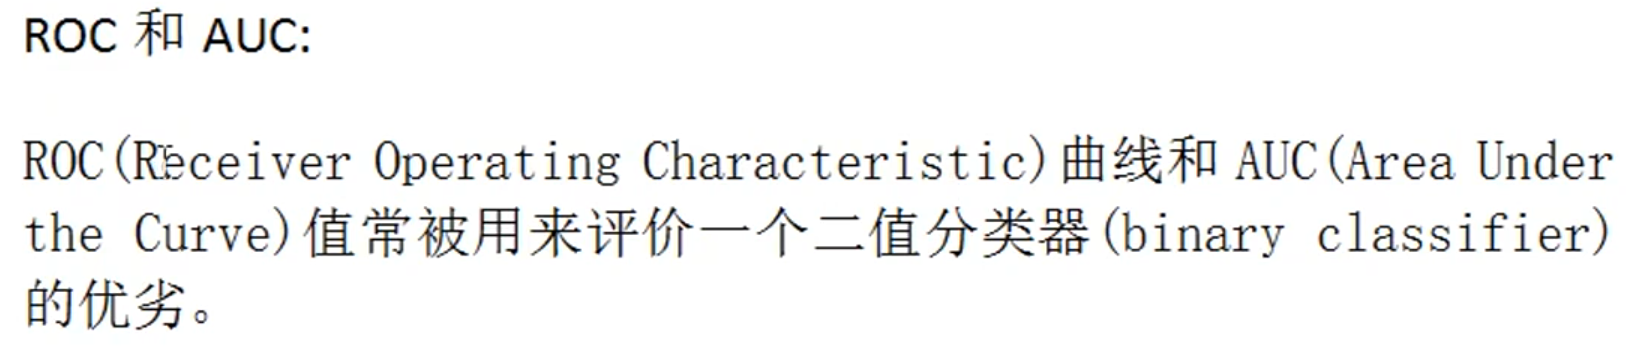 ROC 和 AUC:
ROC(Receiver Operating Characteristic)曲线和 AUC(Area Under
the Curve)值常被用来评价一个二值分类器(binary classifier)
的优劣。